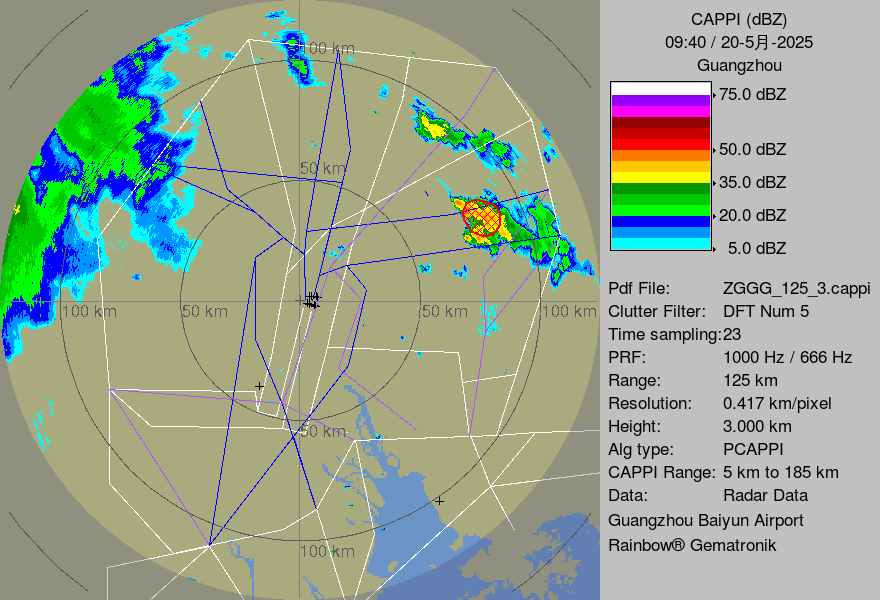 CAPPI (dBZ)
09:40 / 20-5月-2025
Guangzhou
75.0 dBZ
50.0 dBZ
35.0 dBZ
20.0 dBZ
5.0 dBZ
Pdf File: ZGGG_125_3.cappi
Clutter Filter: DFT Num 5
Time sampling:23
PRF: 1000 Hz / 666 Hz
Range: 125 km
Resolution: 0.417 km/pixel
Height: 3.000 km
Alg type: PCAPPI
CAPPI Range: 5 km to 185 km
Data: Radar Data
Guangzhou Baiyun Airport
Rainbow® Gematronik
100 km
50 km
100 km
50 km
50 km
100 km
50 km
100 km